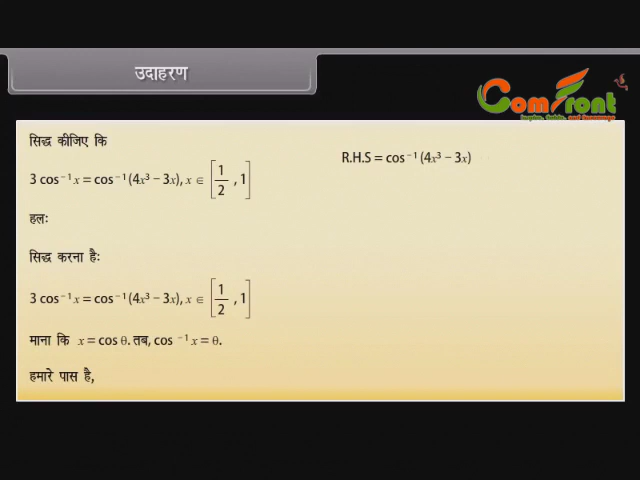 उदाहरण
ComFront
सिद्ध कीजिए कि
3 cos⁻¹ x = cos⁻¹ (4x³ − 3x), x ∈ [1/2 , 1]
हलः
सिद्ध करना हैः
3 cos⁻¹ x = cos⁻¹ (4x³ − 3x), x ∈ [1/2 , 1]
माना कि x = cos θ. तब, cos ⁻¹ x = θ.
हमारे पास है,
R.H.S = cos⁻¹ (4x³ − 3x)